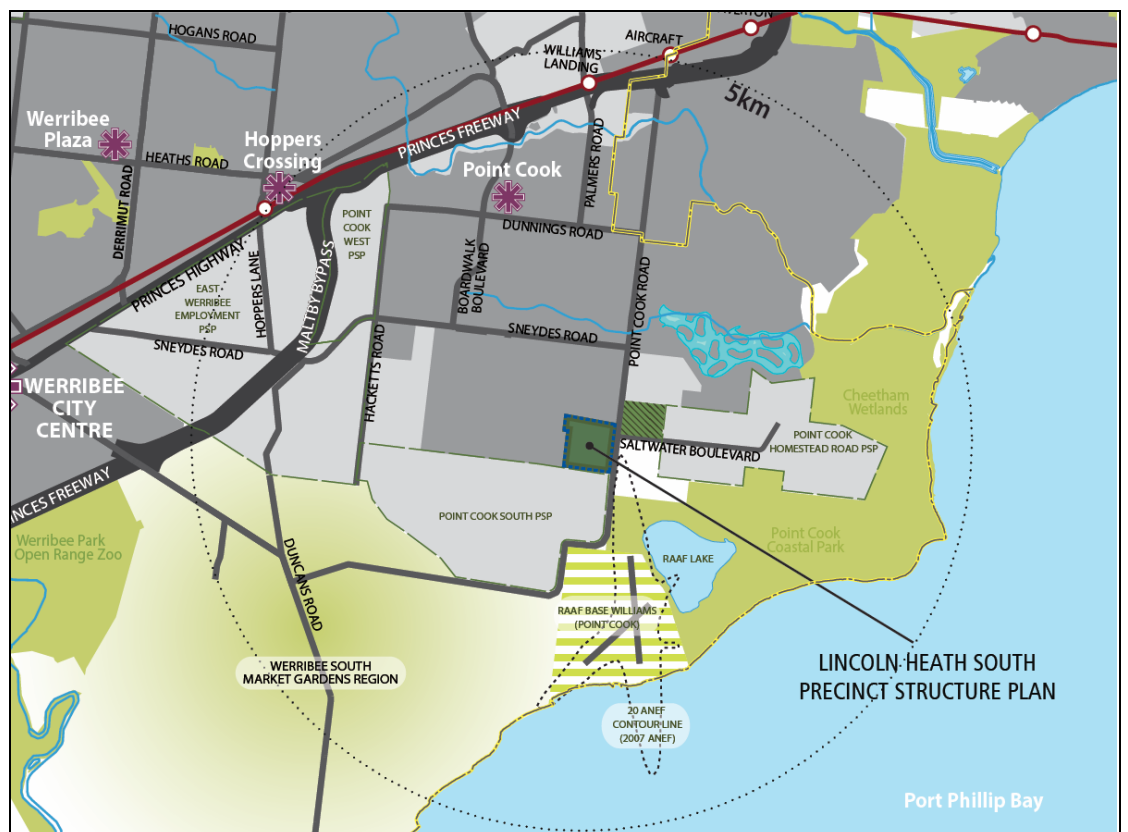 HOGANS ROAD
AIRCRAFT
WILLIAMS
LANDING
5km
Werribee
Plaza
Hoppers
Crossing
PRINCES FREEWAY
HEATHS ROAD
Point Cook
PALMERS ROAD
DERRIMUT ROAD
DUNNINGS ROAD
POINT
COOK
WEST
PSP
PRINCES HIGHWAY
HOPPERS LANE
MALTBY BYPASS
BOARDWALK
BOULEVARD
POINT COOK ROAD
EAST
WERRIBEE
EMPLOYMENT
PSP
SNEYDES ROAD
SNEYDES ROAD
HACKETTS ROAD
WERRIBEE
CITY
CENTRE
Cheetham
Wetlands
SALTWATER BOULEVARD
POINT COOK
HOMESTEAD ROAD PSP
INCES FREEWAY
POINT COOK SOUTH PSP
Werribee Park
Open Range Zoo
Point Cook
Coastal Park
RAAF LAKE
DUNCANS ROAD
RAAF BASE WILLIAMS
(POINT COOK)
WERRIBEE SOUTH
MARKET GARDENS REGION
LINCOLN HEATH SOUTH
PRECINCT STRUCTURE PLAN
20 ANEF
CONTOUR LINE
(2007 ANEF)
Port Phillip Bay